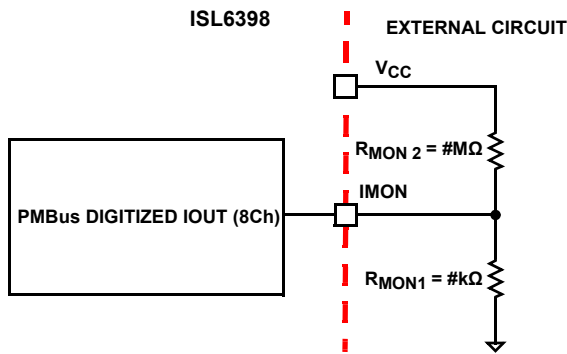 ISL6398
EXTERNAL CIRCUIT
VCC
RMON 2 = #MΩ
IMON
PMBus DIGITIZED IOUT (8Ch)
RMON1 = #kΩ